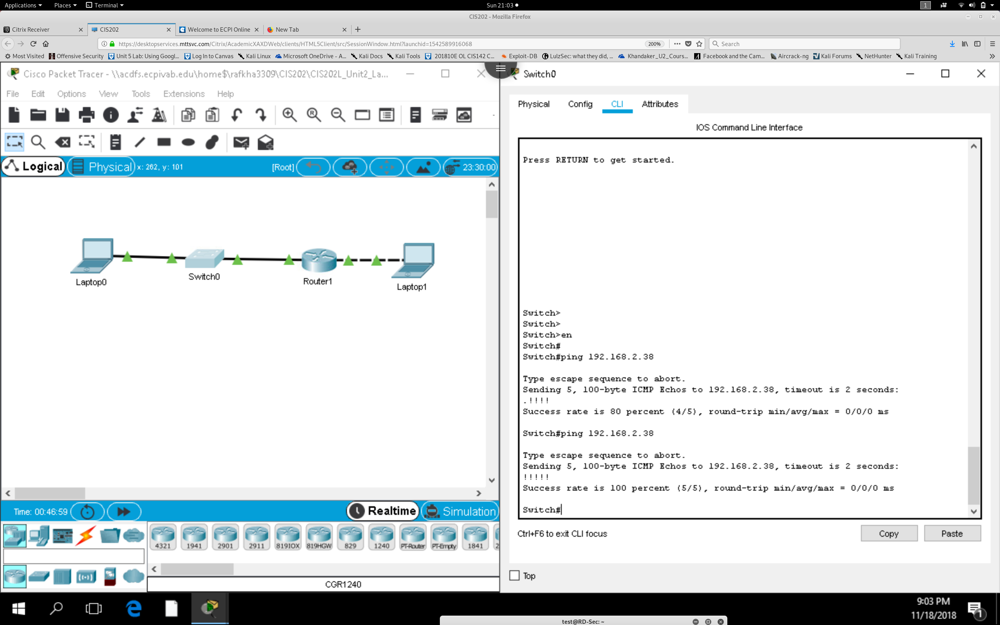 Applications Places Terminal Sun 21:03 1
CIS202 - Mozilla Firefox
Citrix Receiver CIS202 Welcome to ECPI Online New Tab
https://desktopservices.mttsvc.com/Citrix/AcademicXAXDWeb/clients/HTML5Client/src/SessionWindow.html?launchid=1542589916068 200% Search
Most Visited Offensive Security Unit 5 Lab: Using Googl... Log In to Canvas Kali Linux Microsoft OneDrive - A... Kali Docs Kali Tools 201810E OL CIS142 C... Exploit-DB LulzSec: what they did, ... Khandaker_U2_Cours... Facebook and the Cam... Aircrack-ng Kali Forums NetHunter Kali Training
Cisco Packet Tracer - \\acdfs.ecpivab.edu\home$\rafkha3309\CIS202\CIS202L_Unit2_La...
File Edit Options View Tools Extensions Help
Logical Physical x: 262, y: 101 [Root] 23:30:00
Laptop0
Switch0
Router1
Laptop1
Time: 00:46:59 Realtime Simulation
4321 1941 2901 2911 819IOX 819HGW 829 1240 PT-Router PT-Empty 1841 2
CGR1240
Switch0
Physical Config CLI Attributes
IOS Command Line Interface
Press RETURN to get started.
Switch>
Switch>
Switch>en
Switch#
Switch#ping 192.168.2.38
Type escape sequence to abort.
Sending 5, 100-byte ICMP Echos to 192.168.2.38, timeout is 2 seconds:
.!!!!
Success rate is 80 percent (4/5), round-trip min/avg/max = 0/0/0 ms
Switch#ping 192.168.2.38
Type escape sequence to abort.
Sending 5, 100-byte ICMP Echos to 192.168.2.38, timeout is 2 seconds:
!!!!!
Success rate is 100 percent (5/5), round-trip min/avg/max = 0/0/0 ms
Switch#
Ctrl+F6 to exit CLI focus Copy Paste
Top
9:03 PM
11/18/2018 1
test@RD-Sec: ~